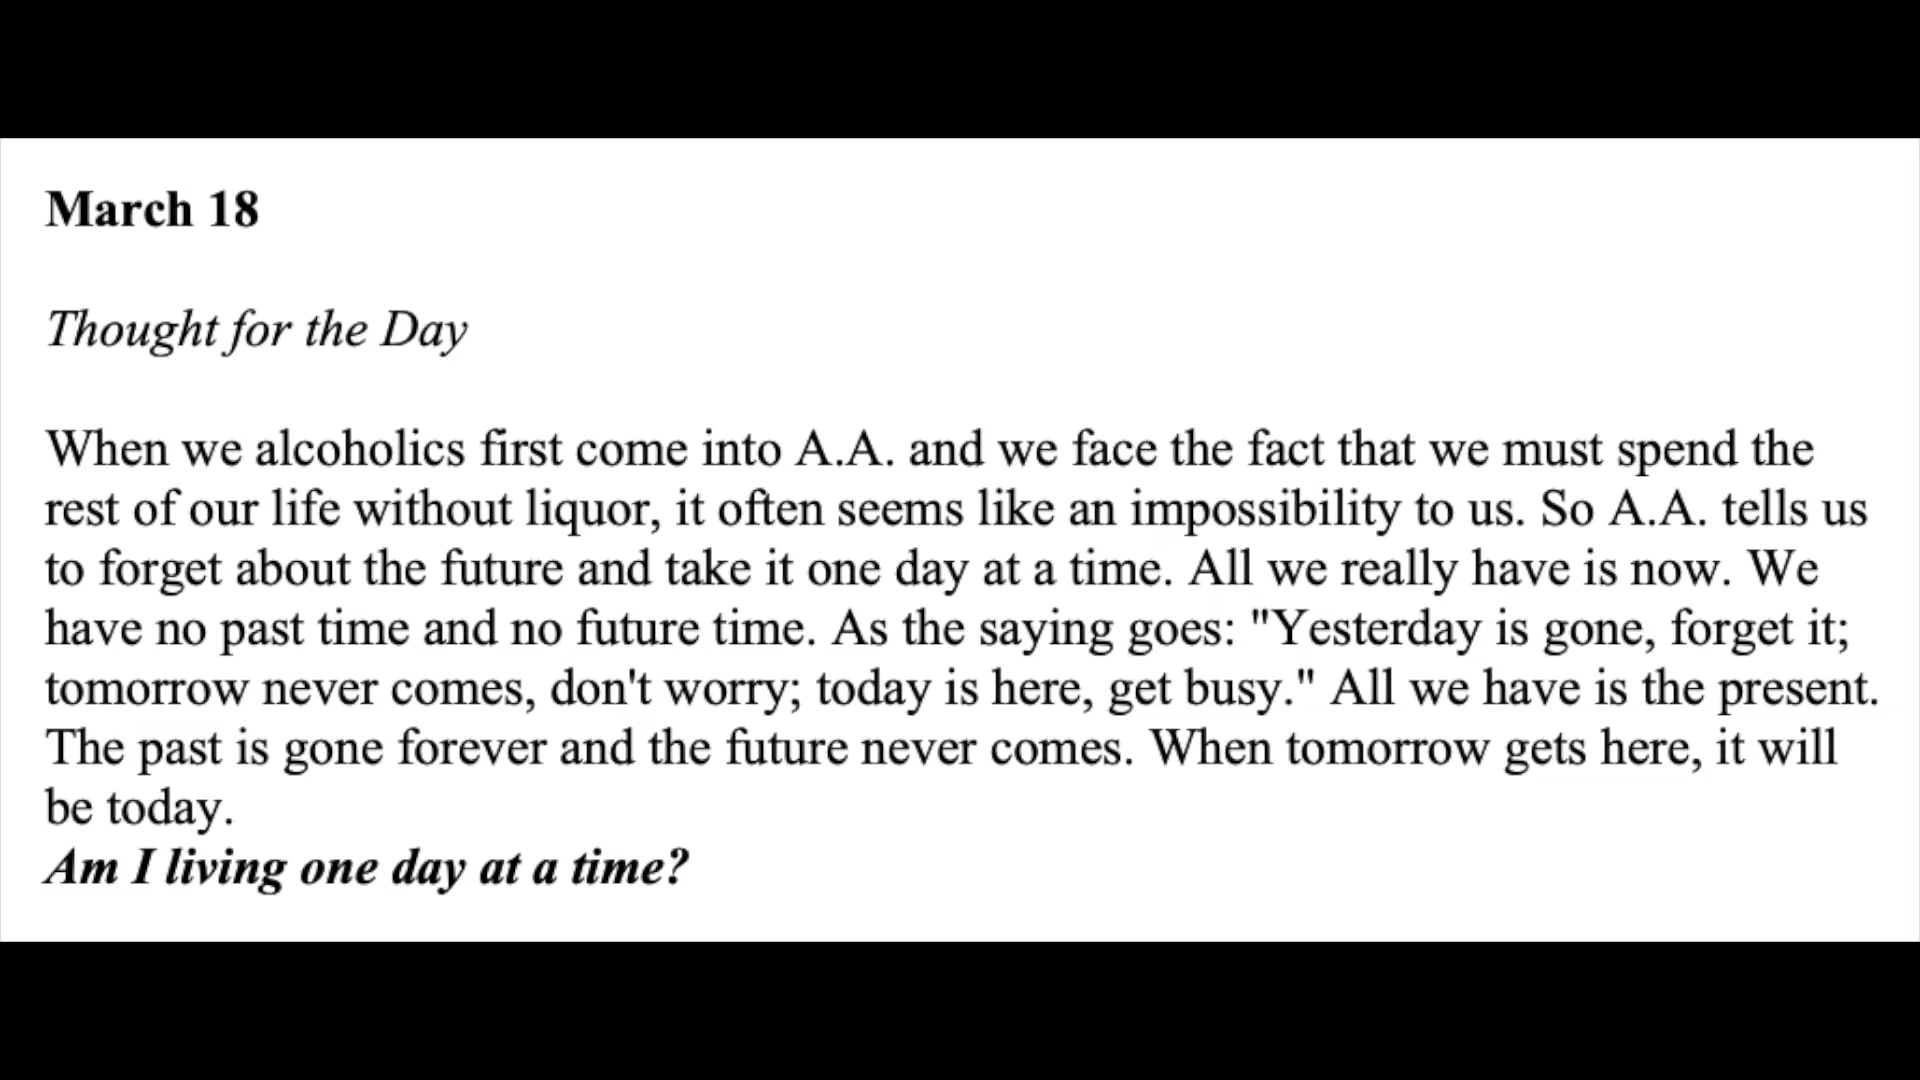 March 18
Thought for the Day
When we alcoholics first come into A.A. and we face the fact that we must spend the
rest of our life without liquor, it often seems like an impossibility to us. So A.A. tells us
to forget about the future and take it one day at a time. All we really have is now. We
have no past time and no future time. As the saying goes: "Yesterday is gone, forget it;
tomorrow never comes, don't worry; today is here, get busy." All we have is the present.
The past is gone forever and the future never comes. When tomorrow gets here, it will
be today.
Am I living one day at a time?